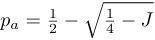 $p_a = \frac{1}{2} - \sqrt{\frac{1}{4} - J}$